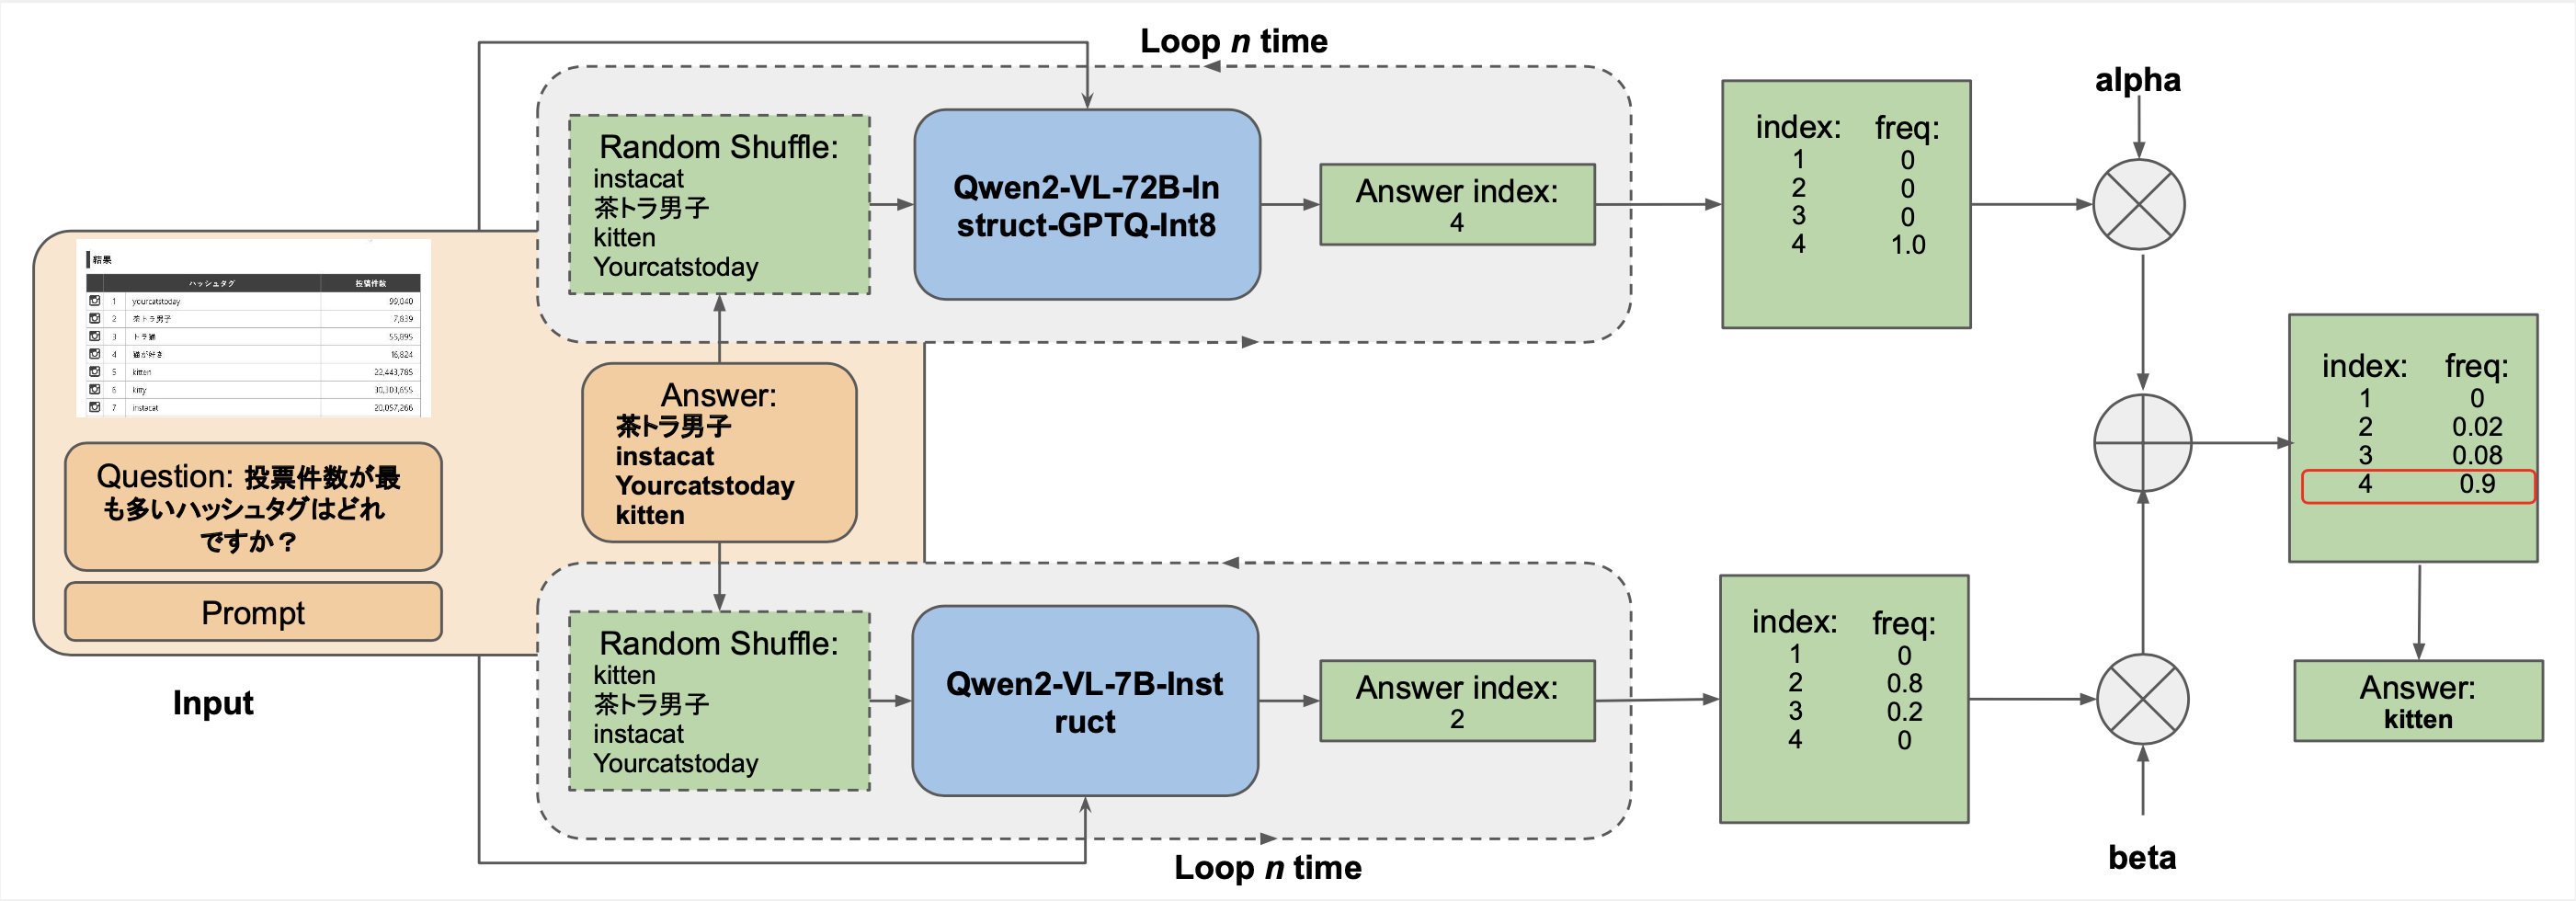 Loop n time
結果
ハッシュタグ 投稿件数
1 yourcatstoday 99,040
2 茶トラ男子 7,839
3 トラ猫 55,895
4 猫が好き 16,824
5 kitten 22,443,785
6 kitty 30,303,655
7 instacat 20,057,266
Question: 投票件数が最
も多いハッシュタグはどれ
ですか？
Prompt
Input
Answer:
茶トラ男子
instacat
Yourcatstoday
kitten
Random Shuffle:
instacat
茶トラ男子
kitten
Yourcatstoday
Qwen2-VL-72B-In
struct-GPTQ-Int8
Answer index:
4
index: freq:
1 0
2 0
3 0
4 1.0
alpha
Random Shuffle:
kitten
茶トラ男子
instacat
Yourcatstoday
Qwen2-VL-7B-Inst
ruct
Answer index:
2
index: freq:
1 0
2 0.8
3 0.2
4 0
beta
Loop n time
index: freq:
1 0
2 0.02
3 0.08
4 0.9
Answer:
kitten